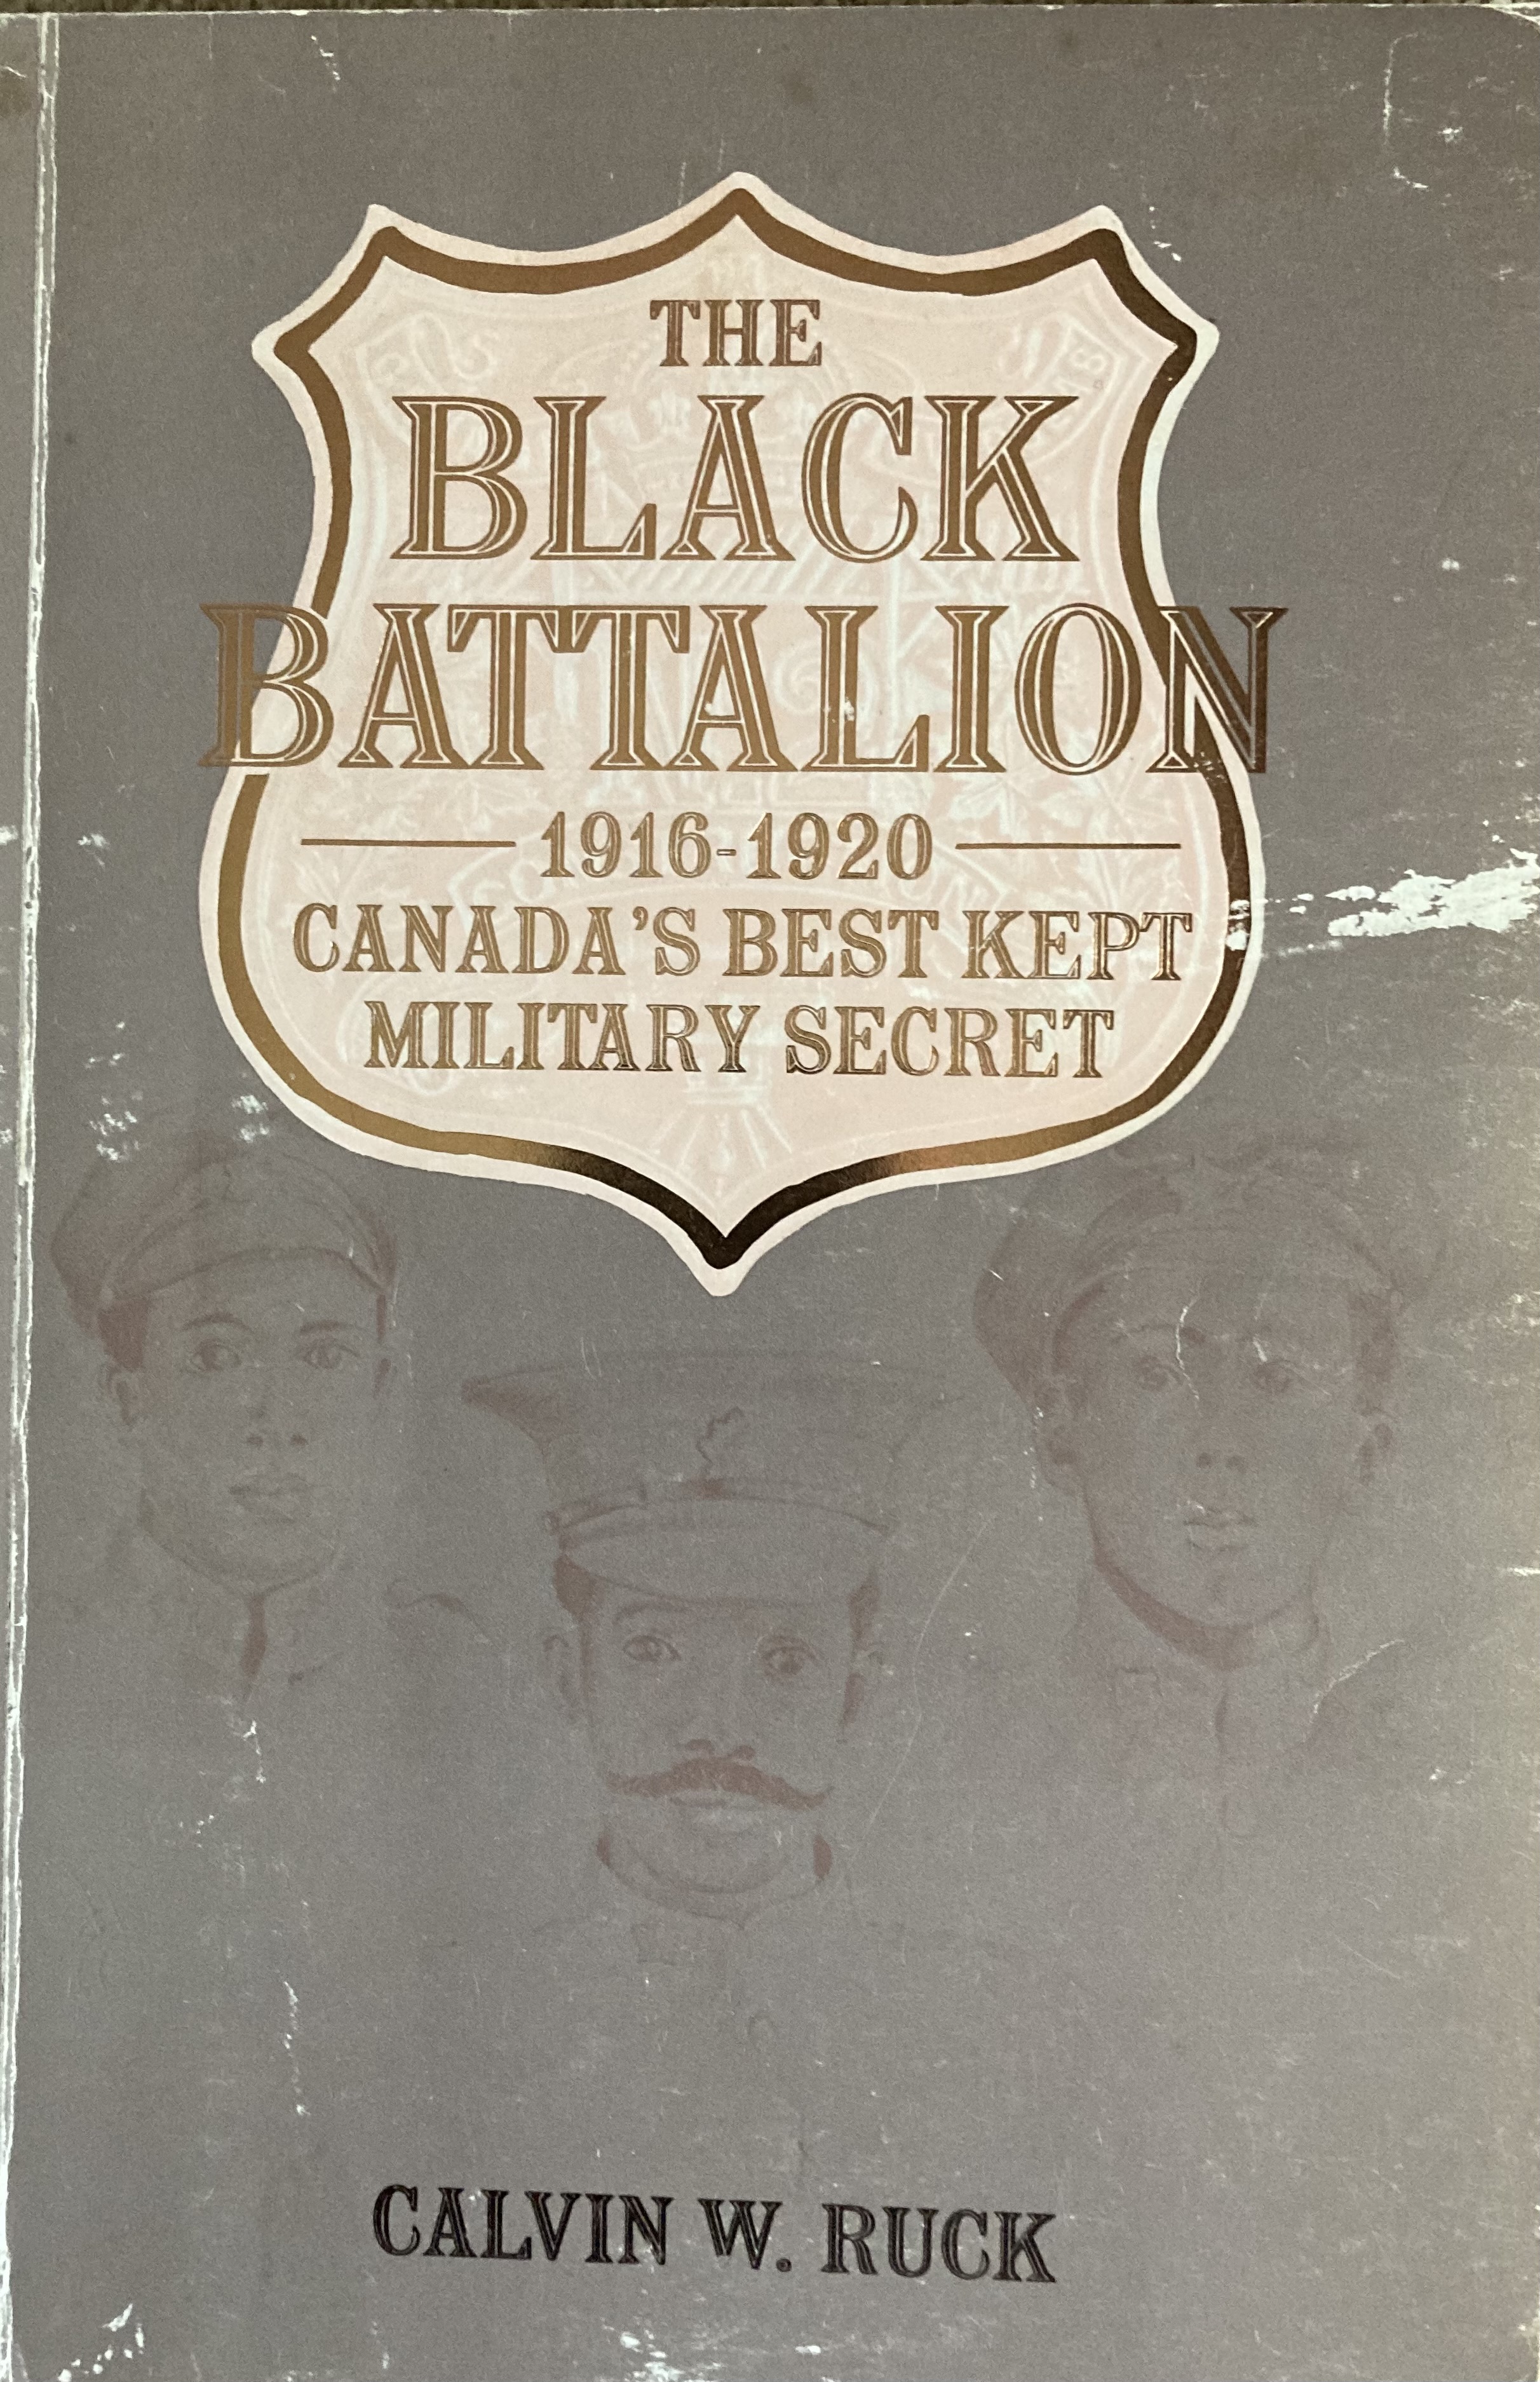 THE
BLACK
BATTALION
1916-1920
CANADA'S BEST KEPT
MILITARY SECRET
CALVIN W. RUCK